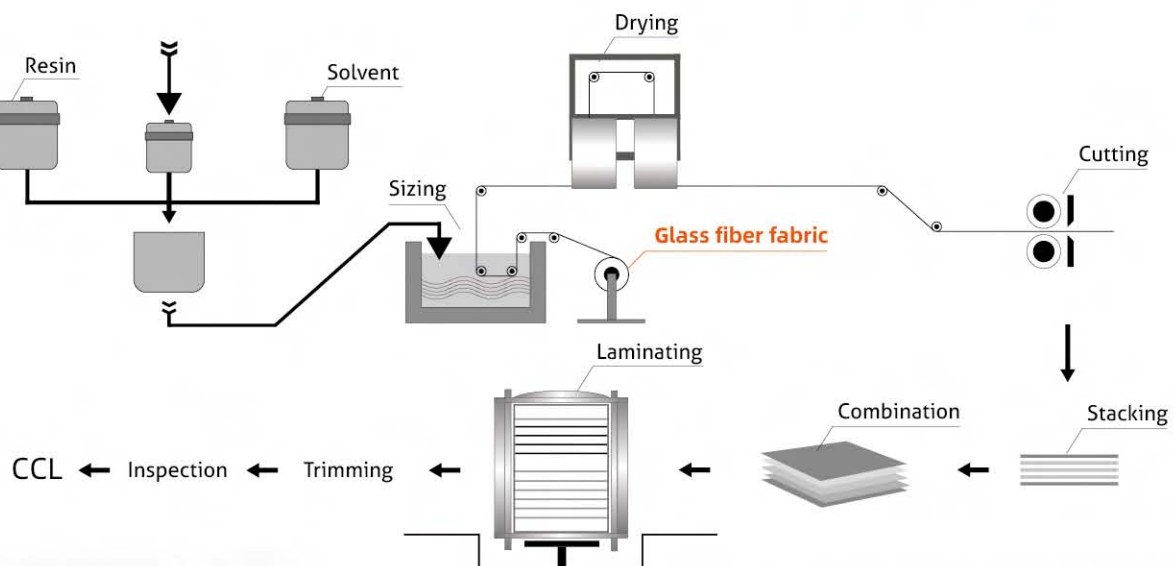 Drying
Resin
Solvent
Cutting
Sizing
Glass fiber fabric
Laminating
Combination
Stacking
CCL
Inspection
Trimming